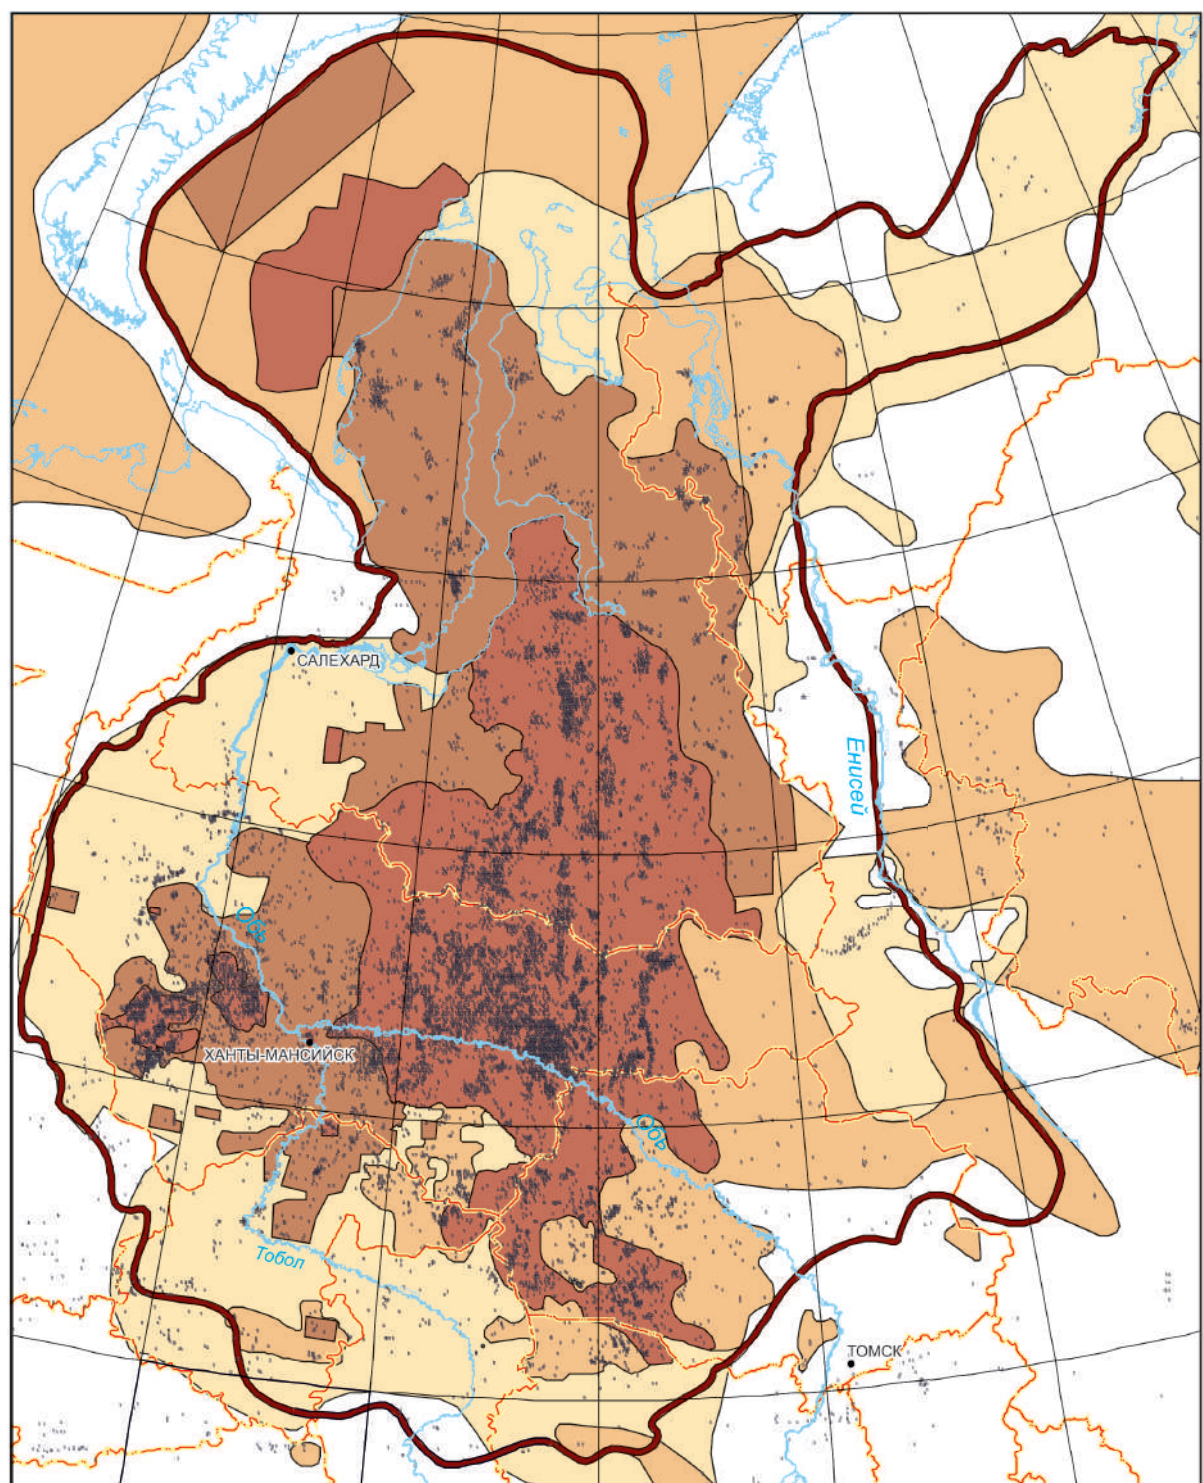 САЛЕХАРД
Енисей
Обь
ХАНТЫ-МАНСИЙСК
Обь
Тобол
ТОМСК